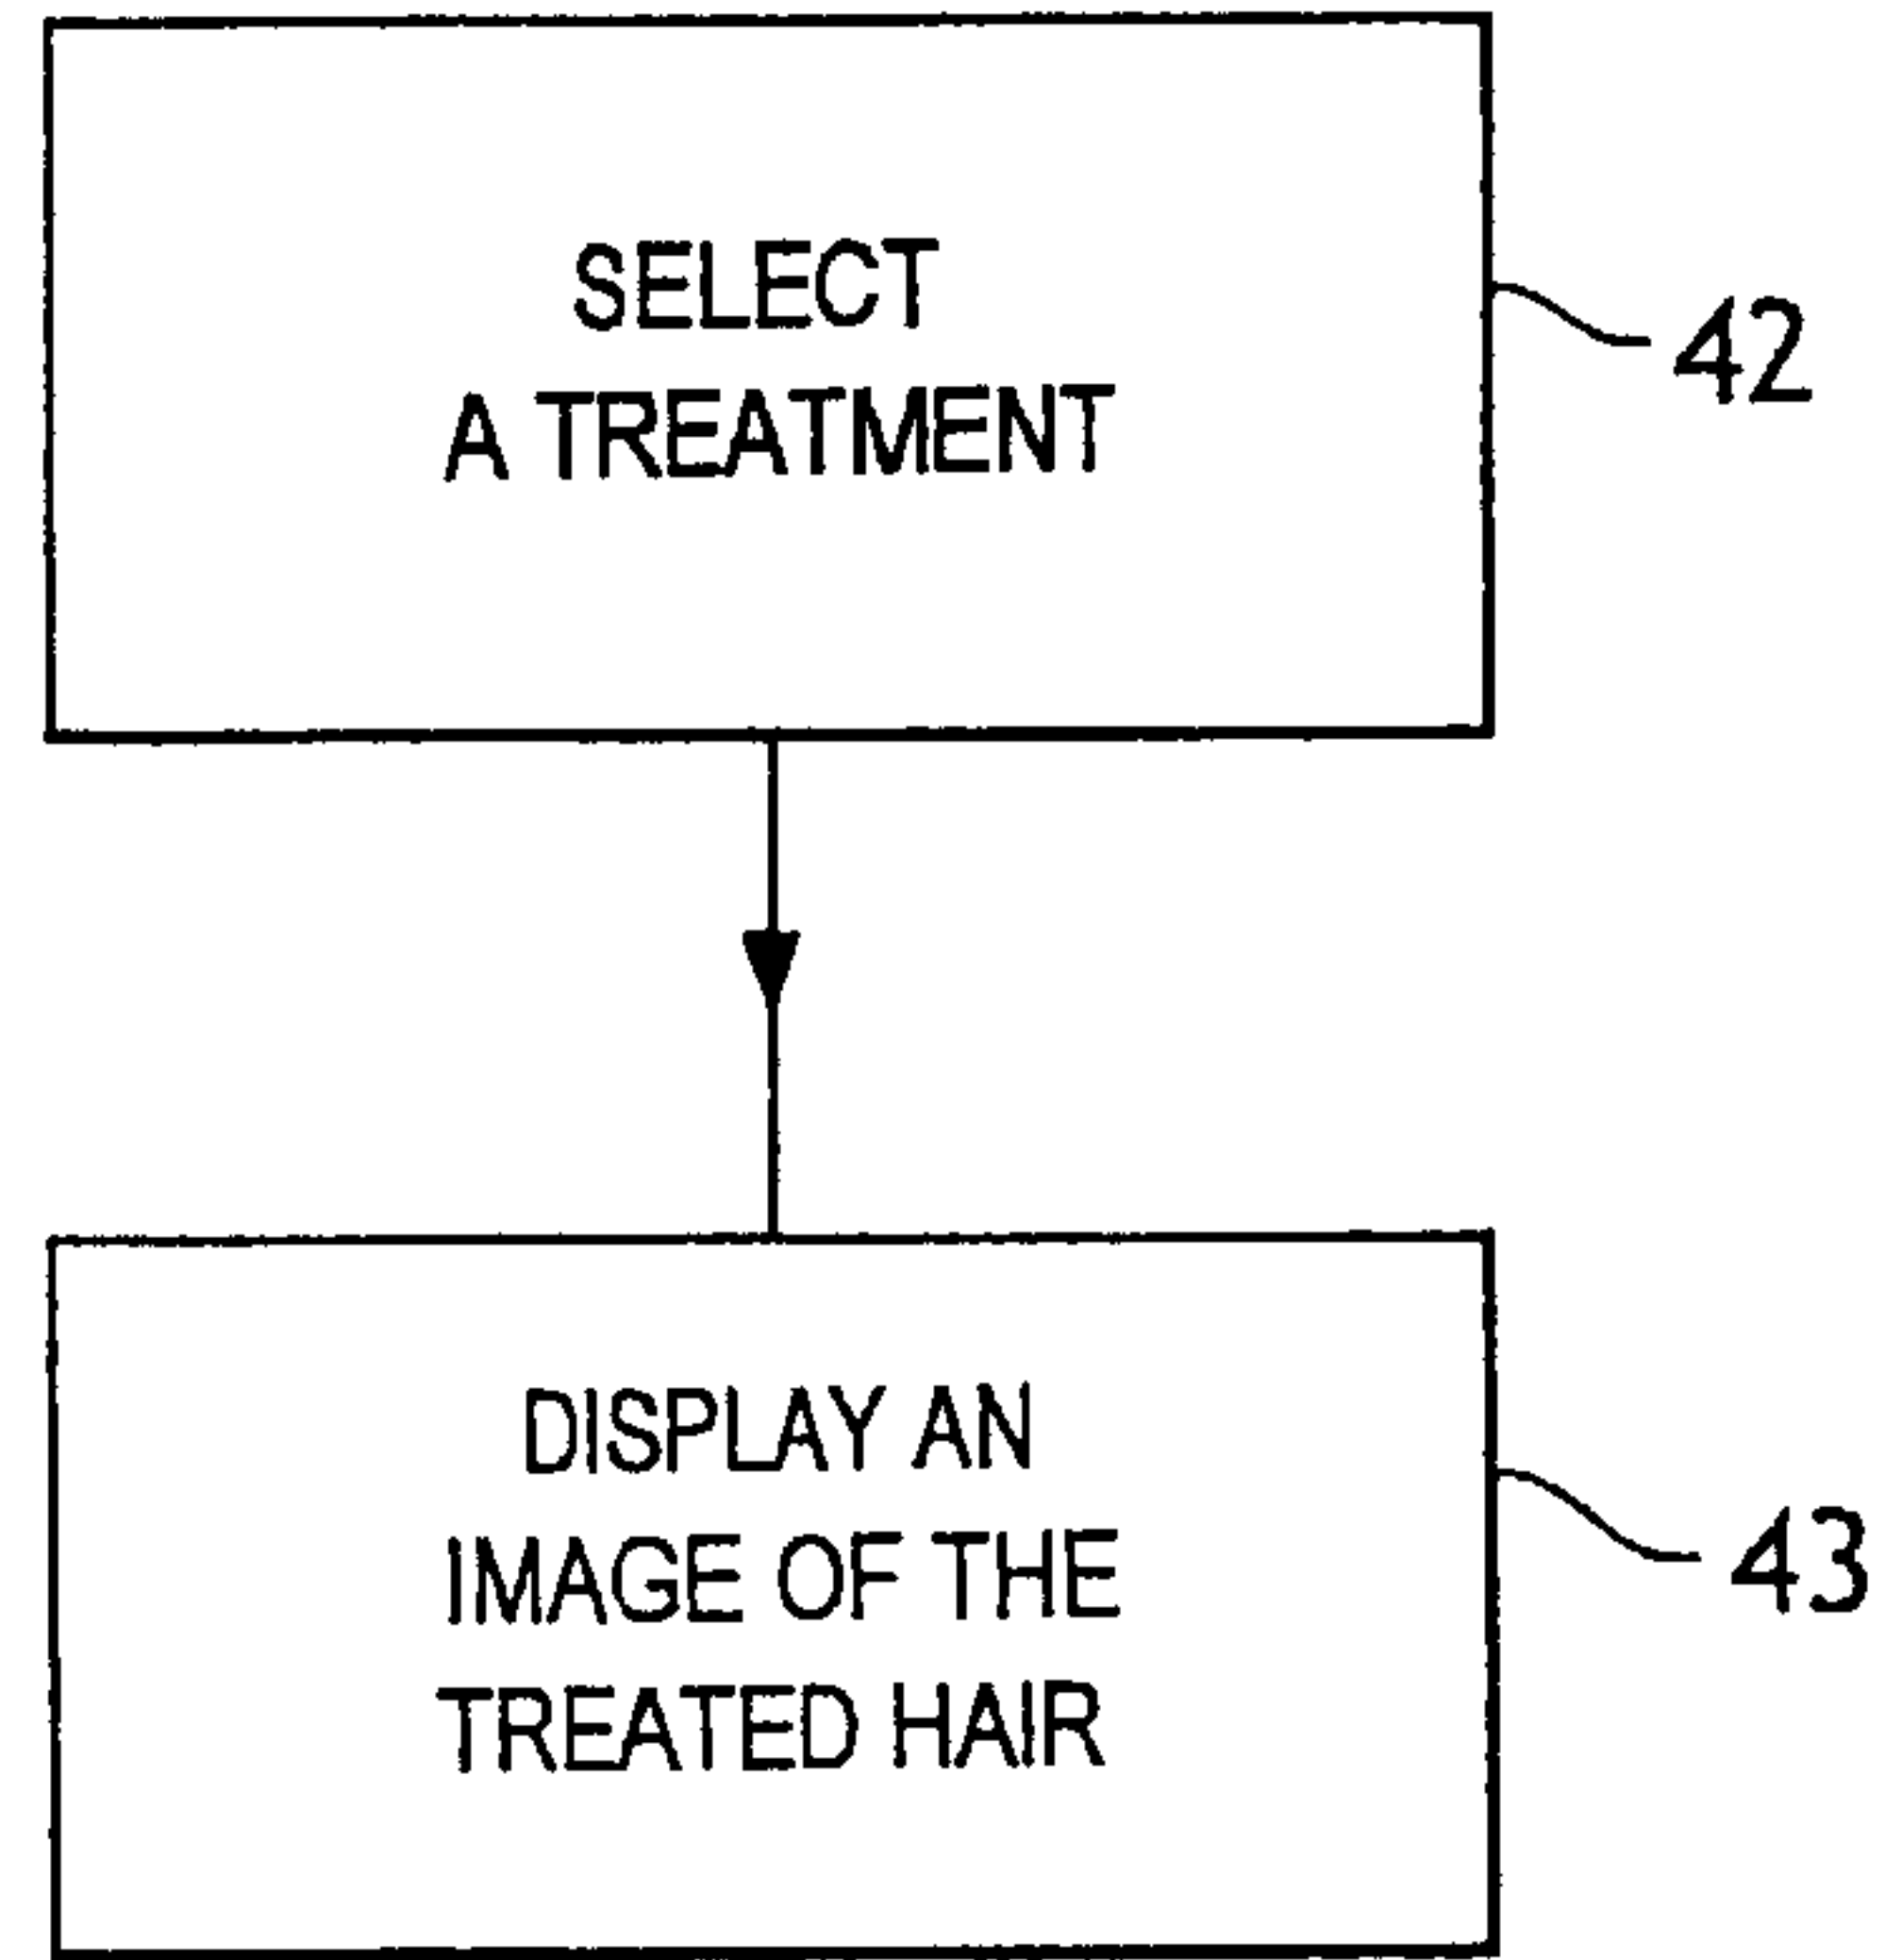 SELECT
A TREATMENT
42
DISPLAY AN
IMAGE OF THE
TREATED HAIR
43